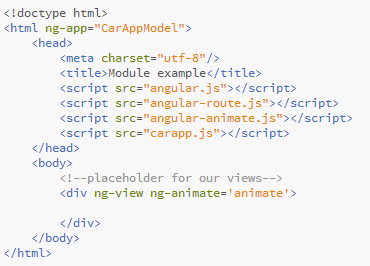 <!doctype html>
<html ng-app="CarAppModel">
    <head>
        <meta charset="utf-8"/>
        <title>Module example</title>
        <script src="angular.js"></script>
        <script src="angular-route.js"></script>
        <script src="angular-animate.js"></script>
        <script src="carapp.js"></script>
    </head>
    <body>
        <!--placeholder for our views-->
        <div ng-view ng-animate='animate'>

        </div>
    </body>
</html>